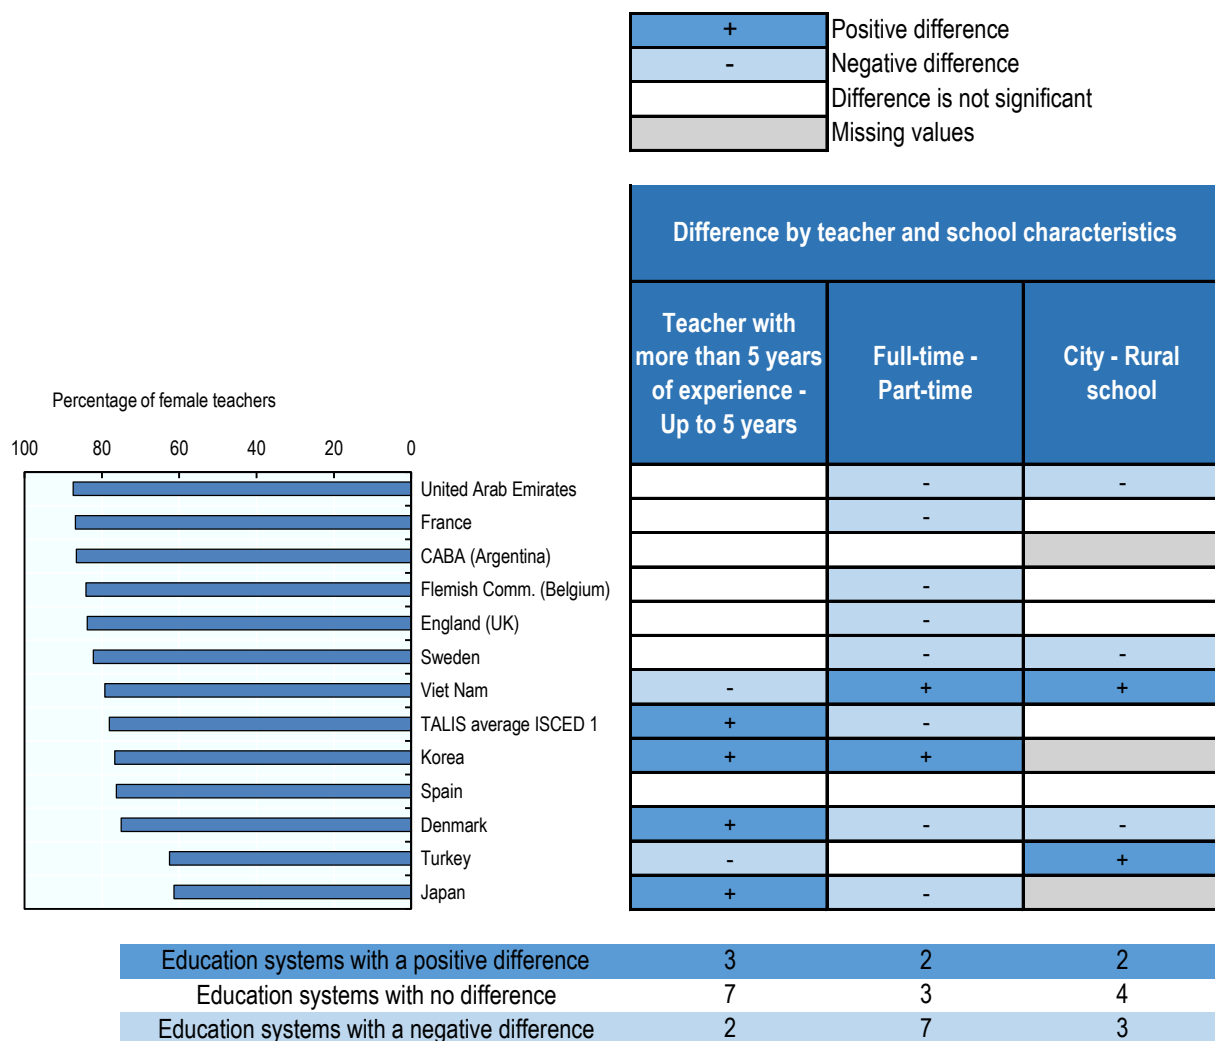 + Positive difference
- Negative difference
Difference is not significant
Missing values
Difference by teacher and school characteristics
Teacher with
more than 5 years
of experience -
Up to 5 years
Full-time -
Part-time
City - Rural
school
Percentage of female teachers
100 80 60 40 20 0
United Arab Emirates - -
France -
CABA (Argentina)
Flemish Comm. (Belgium) -
England (UK) -
Sweden - -
Viet Nam - + +
TALIS average ISCED 1 + -
Korea + +
Spain
Denmark + - -
Turkey - +
Japan + -
Education systems with a positive difference 3 2 2
Education systems with no difference 7 3 4
Education systems with a negative difference 2 7 3